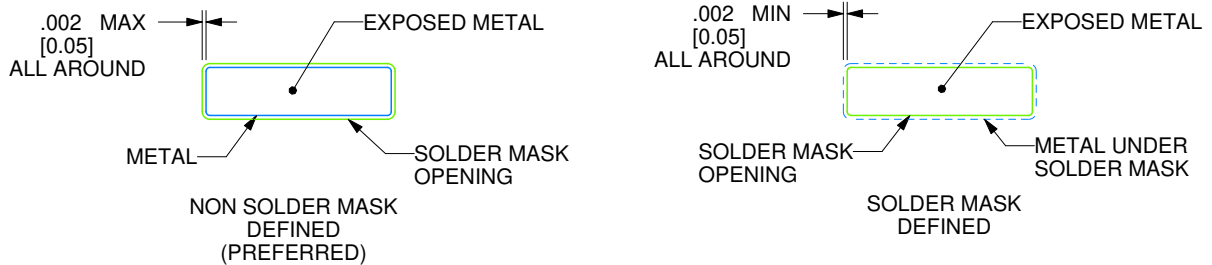 .002 MAX
[0.05]
ALL AROUND
EXPOSED METAL
METAL
SOLDER MASK
OPENING
NON SOLDER MASK
DEFINED
(PREFERRED)
.002 MIN
[0.05]
ALL AROUND
EXPOSED METAL
SOLDER MASK
OPENING
METAL UNDER
SOLDER MASK
SOLDER MASK
DEFINED